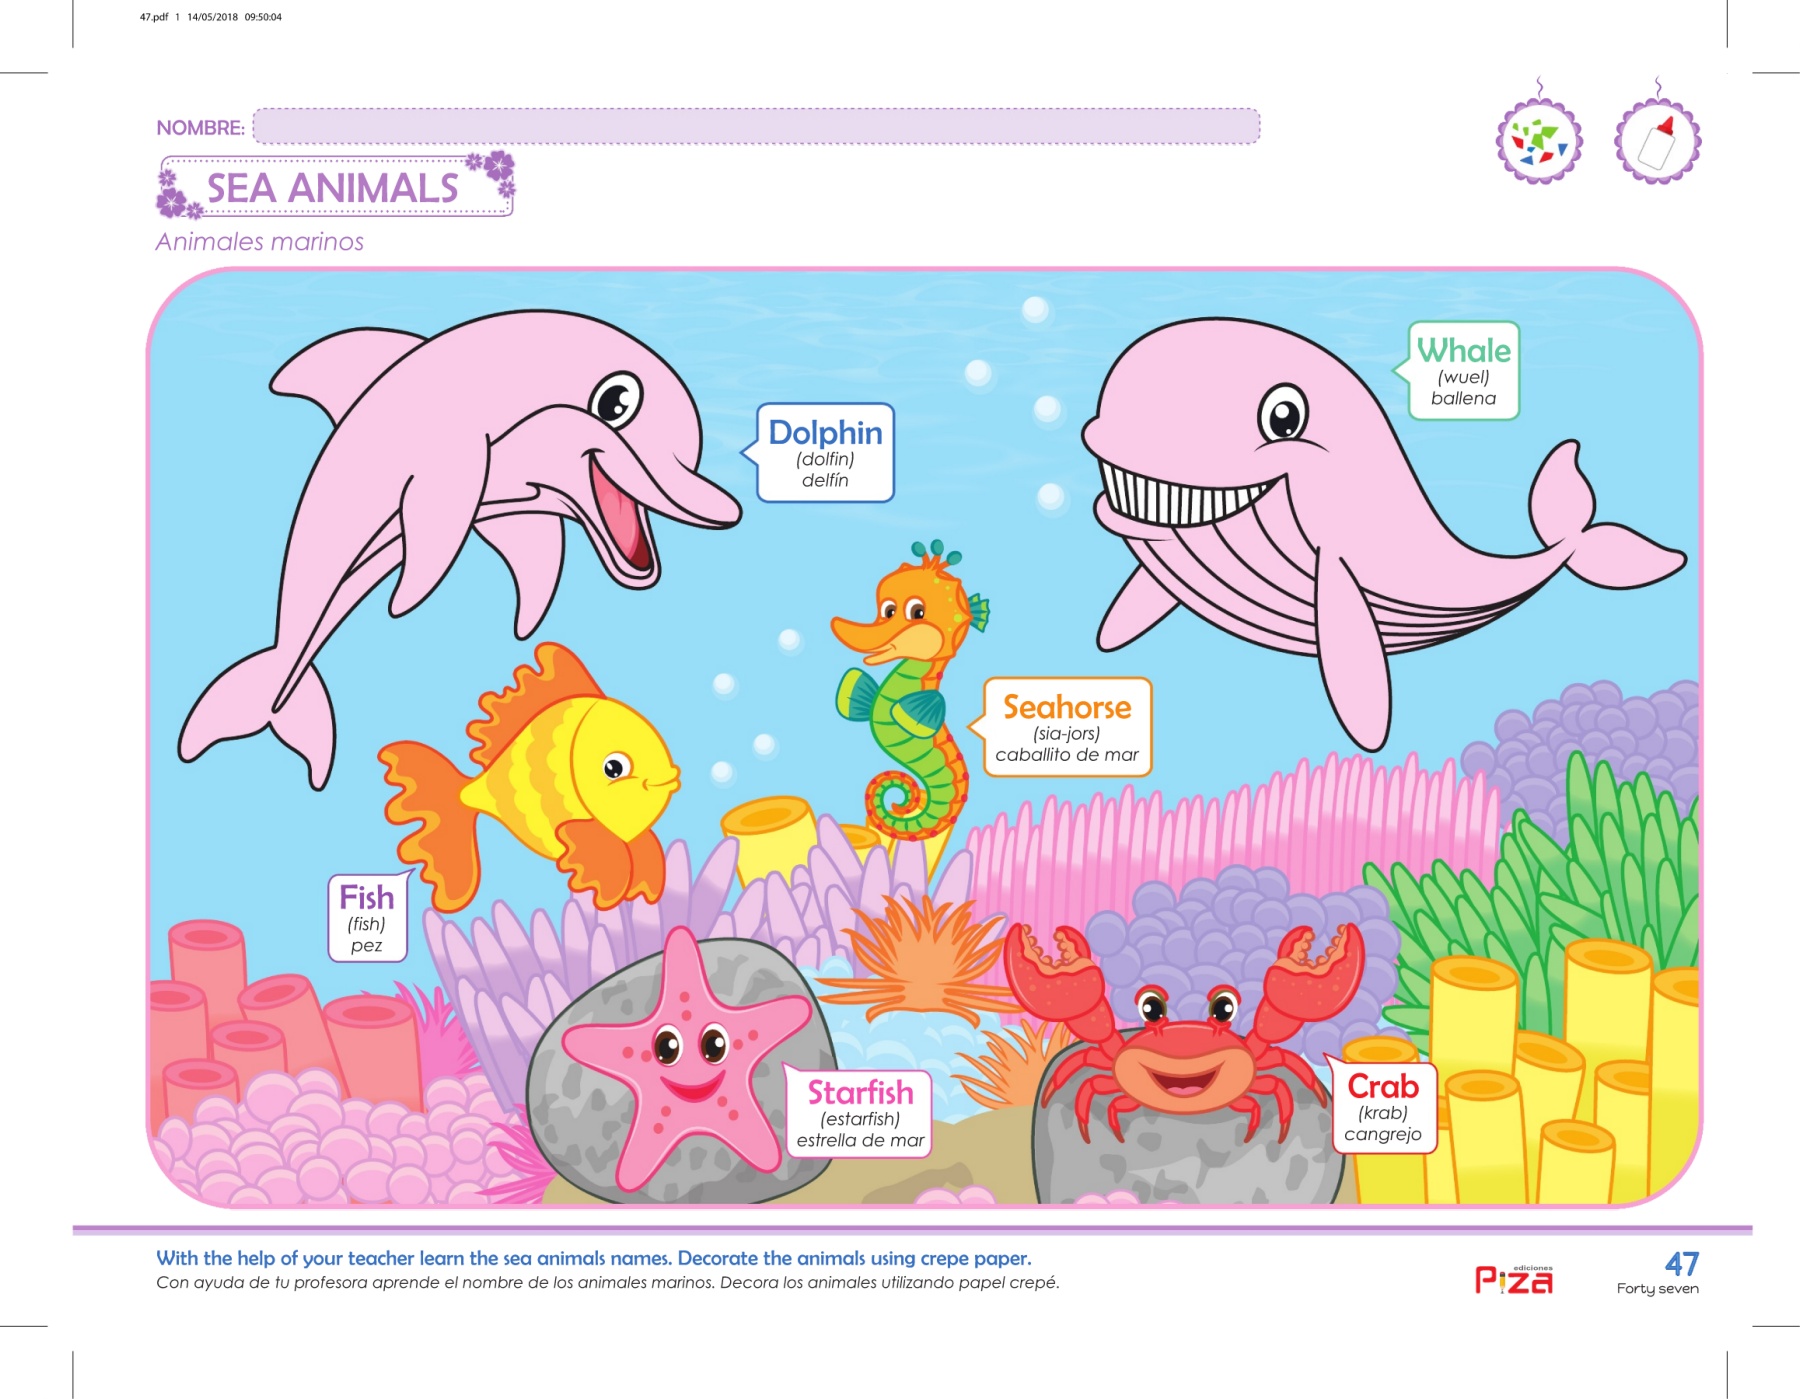 47.pdf 1 14/05/2018 09:50:04
NOMBRE:
SEA ANIMALS
Animales marinos
Whale
(wuel)
ballena
Dolphin
(dolfin)
delfín
Seahorse
(sia-jors)
caballito de mar
Fish
(fish)
pez
Starfish
(estarfish)
estrella de mar
Crab
(krab)
cangrejo
With the help of your teacher learn the sea animals names. Decorate the animals using crepe paper.
Con ayuda de tu profesora aprende el nombre de los animales marinos. Decora los animales utilizando papel crepé.
ediciones
Piza
47
Forty seven